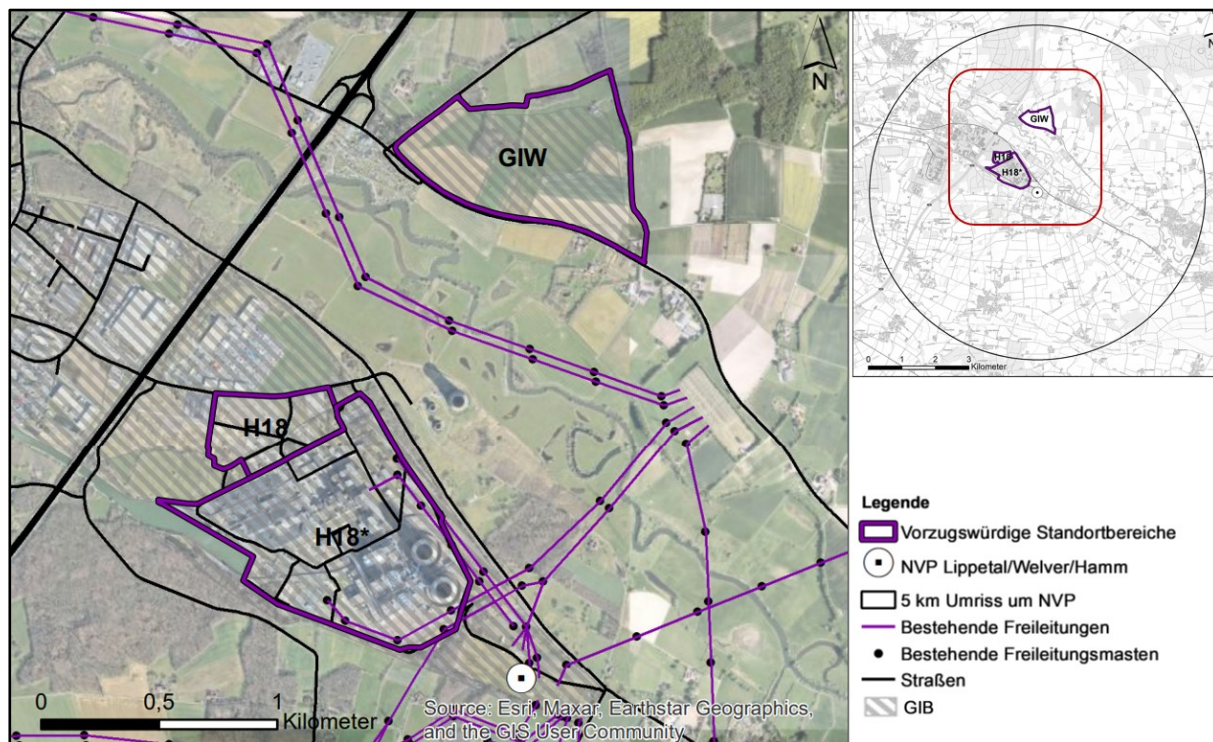 N
GIW
H18
H18*
0
0,5
1
Kilometer
Source: Esri, Maxar, Earthstar Geographics,
and the GIS User Community
N
GIW
H18
H18*
0
1
2
3
Kilometer
Legende
Vorzugswürdige Standortbereiche
NVP Lippetal/Welver/Hamm
5 km Umriss um NVP
Bestehende Freileitungen
Bestehende Freileitungsmasten
Straßen
GIB